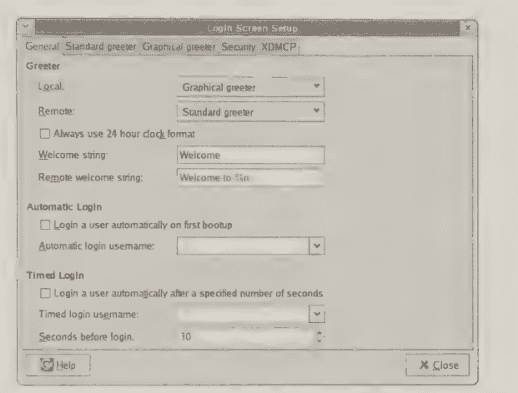 Login Screen Setup
General Standard greeter Graphical greeter Security XDMCP
Greeter
Local: Graphical greeter
Remote: Standard greeter
Always use 24 hour clock format
Welcome string: Welcome
Remote welcome string: Welcome to %n
Automatic Login
Login a user automatically on first bootup
Automatic login username:
Timed Login
Login a user automatically after a specified number of seconds
Timed login username:
Seconds before login. 10
Help Close